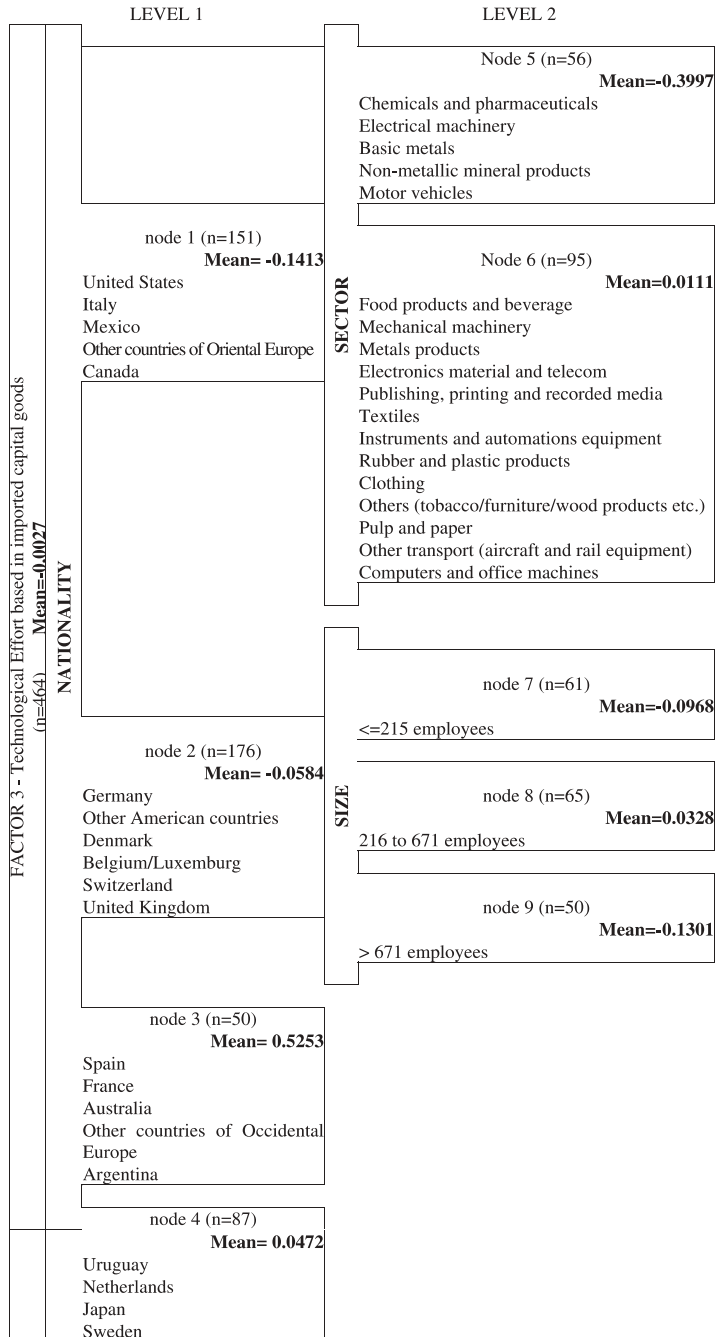 LEVEL 1
LEVEL 2
FACTOR 3 - Technological Effort based in imported capital goods
(n=464) Mean=-0.0027
NATIONALITY
node 1 (n=151)
Mean= -0.1413
United States
Italy
Mexico
Other countries of Oriental Europe
Canada
node 2 (n=176)
Mean= -0.0584
Germany
Other American countries
Denmark
Belgium/Luxemburg
Switzerland
United Kingdom
node 3 (n=50)
Mean= 0.5253
Spain
France
Australia
Other countries of Occidental
Europe
Argentina
node 4 (n=87)
Mean= 0.0472
Uruguay
Netherlands
Japan
Sweden
SECTOR
Node 5 (n=56)
Mean=-0.3997
Chemicals and pharmaceuticals
Electrical machinery
Basic metals
Non-metallic mineral products
Motor vehicles
Node 6 (n=95)
Mean=0.0111
Food products and beverage
Mechanical machinery
Metals products
Electronics material and telecom
Publishing, printing and recorded media
Textiles
Instruments and automations equipment
Rubber and plastic products
Clothing
Others (tobacco/furniture/wood products etc.)
Pulp and paper
Other transport (aircraft and rail equipment)
Computers and office machines
SIZE
node 7 (n=61)
Mean=-0.0968
<=215 employees
node 8 (n=65)
Mean=0.0328
216 to 671 employees
node 9 (n=50)
Mean=-0.1301
> 671 employees